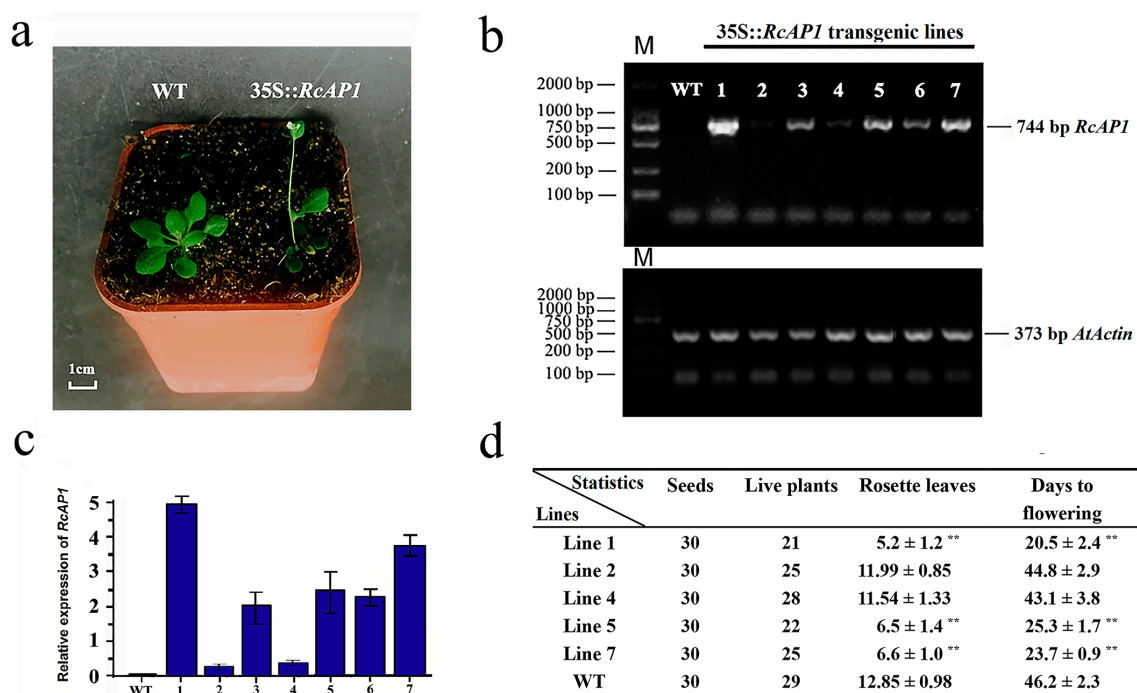 a
WT 35S::RcAP1
1cm
b
35S::RcAP1 transgenic lines
M
2000 bp
1000 bp
750 bp
500 bp
200 bp
100 bp
WT 1 2 3 4 5 6 7
744 bp RcAP1
M
2000 bp
1000 bp
750 bp
500 bp
200 bp
100 bp
373 bp AtActin
c
Relative expression of RcAP1
5
4
3
2
1
0
WT 1 2 3 4 5 6 7
d
Statistics Seeds Live plants Rosette leaves Days to
Lines flowering
Line 1 30 21 5.2 ± 1.2 ** 20.5 ± 2.4 **
Line 2 30 25 11.99 ± 0.85 44.8 ± 2.9
Line 4 30 28 11.54 ± 1.33 43.1 ± 3.8
Line 5 30 22 6.5 ± 1.4 ** 25.3 ± 1.7 **
Line 7 30 25 6.6 ± 1.0 ** 23.7 ± 0.9 **
WT 30 29 12.85 ± 0.98 46.2 ± 2.3